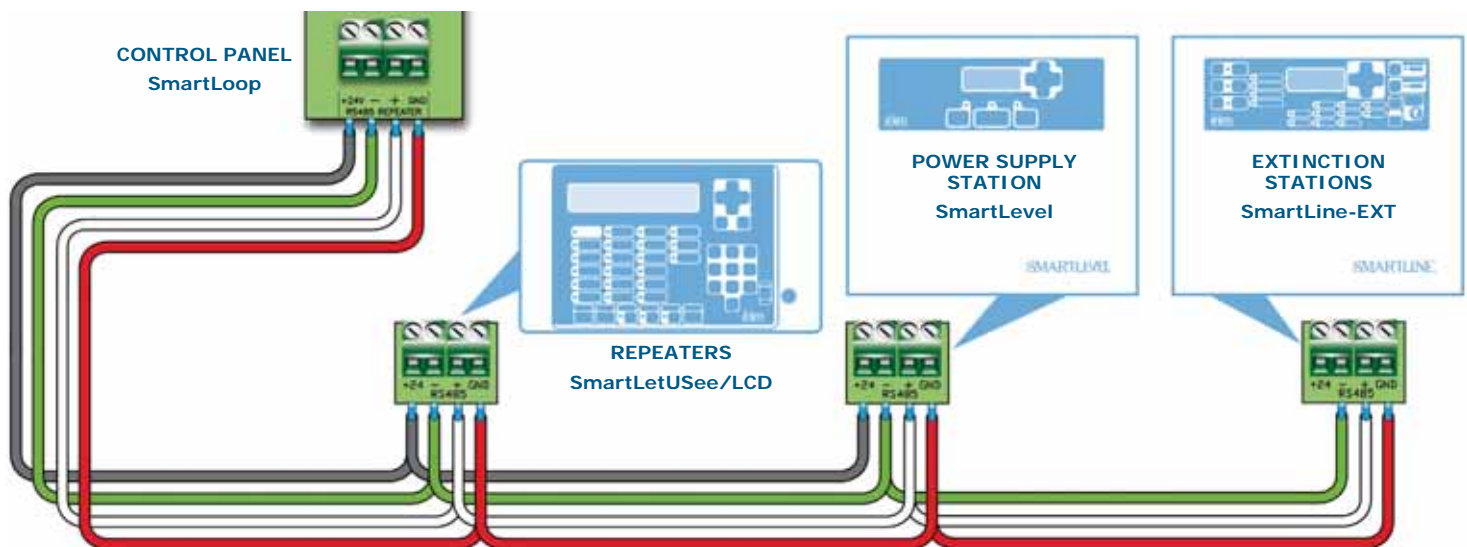 CONTROL PANEL
SmartLoop
+24V - + GND
RS485 REPEATER
POWER SUPPLY
STATION
SmartLevel
SMARTLEVEL
EXTINCTION
STATIONS
SmartLine-EXT
SMARTLINE
REPEATERS
SmartLetUSee/LCD
+24 - + GND
RS485
+24 - + GND
RS485
+24 - + GND
RS485